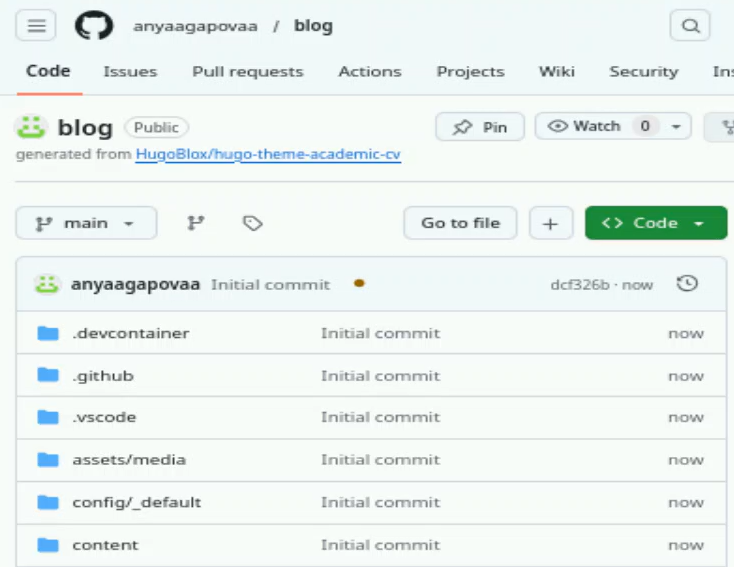 anyaagapovaa / blog
Code Issues Pull requests Actions Projects Wiki Security Ins
blog Public Pin Watch 0
generated from HugoBlox/hugo-theme-academic-cv
main Go to file + <> Code
anyaagapovaa Initial commit dcf326b · now
.devcontainer Initial commit now
.github Initial commit now
.vscode Initial commit now
assets/media Initial commit now
config/_default Initial commit now
content Initial commit now